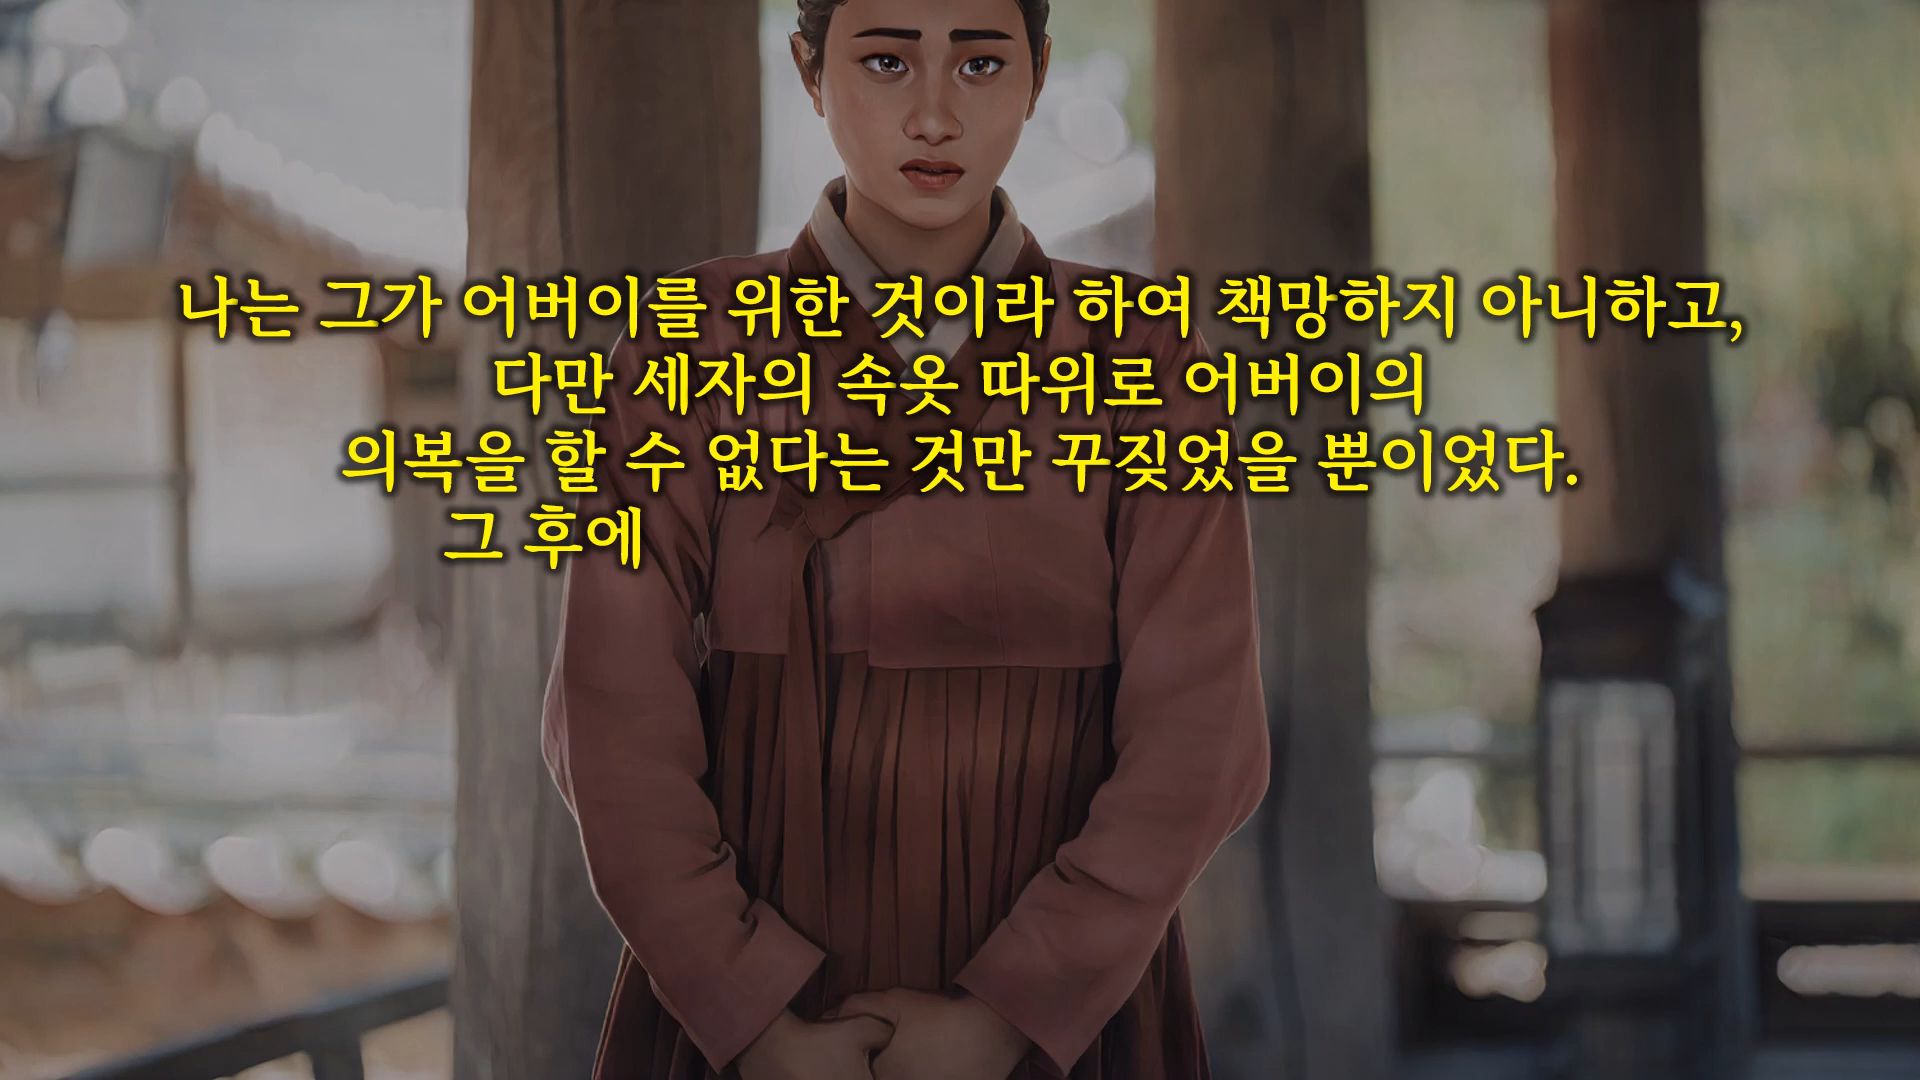 나는 그가 어버이를 위한 것이라 하여 책망하지 아니하고,
다만 세자의 속옷 따위로 어버이의
의복을 할 수 없다는 것만 꾸짖었을 뿐이었다.
그 후에